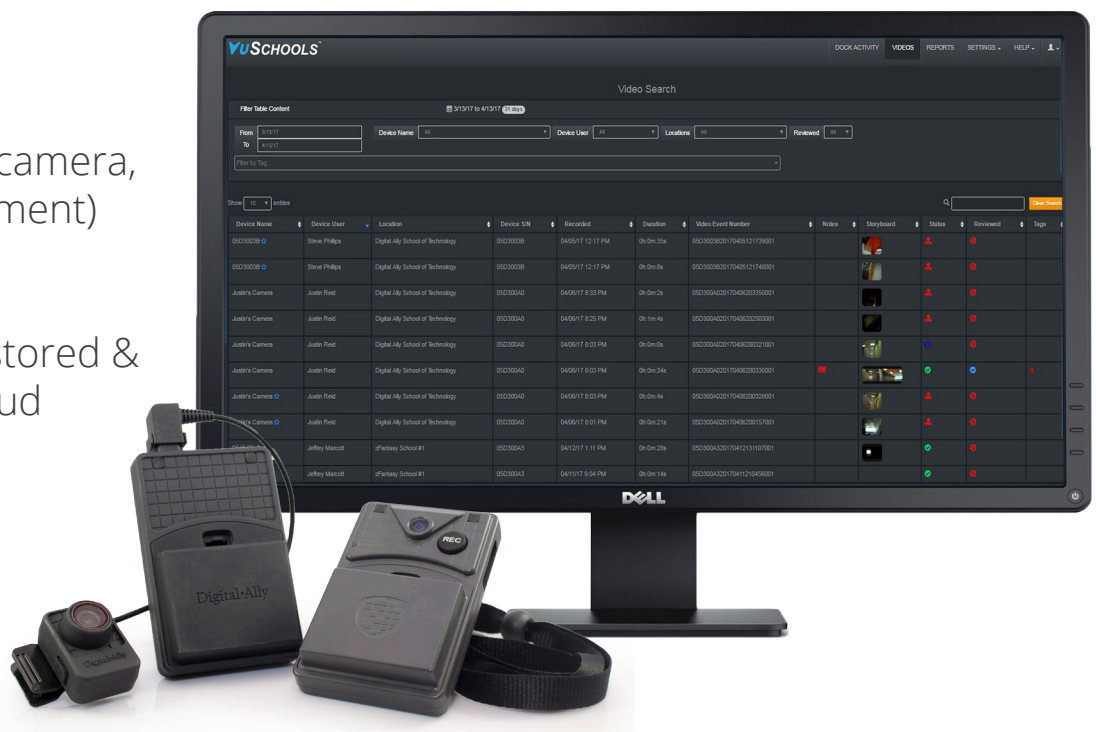 camera,
ment)
stored &
ud
VUSCHOOLS
DOCK ACTIVITY VIDEOS REPORTS SETTINGS HELP
Video Search
Filter Table Content 3/13/17 to 4/13/17 31 days
From 3/13/17 Device Name All Device User All Locations All Reviewed All
To 4/13/17
Filter by Tag...
Show 10 entries Clear Search
Device Name Device User Location Device S/N Recorded Duration Video Event Number Notes Storyboard Status Reviewed Tags
05D3003B Steve Phillips Digital Ally School of Technology 05D3003B 04/05/17 12:17 PM 0h:0m:35s 05D3003B20170405121739001
05D3003B Steve Phillips Digital Ally School of Technology 05D3003B 04/05/17 12:17 PM 0h:0m:8s 05D3003B20170405121748001
Justin's Camera Justin Reid Digital Ally School of Technology 05D300A0 04/06/17 8:33 PM 0h:0m:2s 05D300A020170406203350001
Justin's Camera Justin Reid Digital Ally School of Technology 05D300A0 04/06/17 8:25 PM 0h:1m:4s 05D300A020170406202503001
Justin's Camera Justin Reid Digital Ally School of Technology 05D300A0 04/06/17 8:03 PM 0h:0m:0s 05D300A020170406200321001
Justin's Camera Justin Reid Digital Ally School of Technology 05D300A0 04/06/17 8:03 PM 0h:0m:34s 05D300A020170406200330001
Justin's Camera Justin Reid Digital Ally School of Technology 05D300A0 04/06/17 8:03 PM 0h:0m:4s 05D300A020170406200328001
Justin's Camera Justin Reid Digital Ally School of Technology 05D300A0 04/06/17 8:01 PM 0h:0m:21s 05D300A020170406200157001
Jeffrey Marcott zFantasy School #1 05D300A3 04/12/17 1:11 PM 0h:0m:28s 05D300A320170412131107001
Jeffrey Marcott zFantasy School #1 05D300A3 04/11/17 9:04 PM 0h:0m:14s 05D300A320170411210456001
DELL
REC
Digital·Ally
Digital·Ally